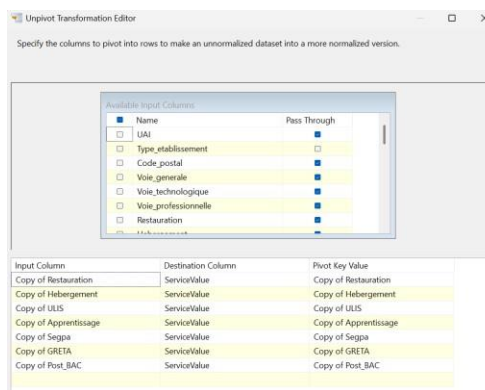 Unpivot Transformation Editor
Specify the columns to pivot into rows to make an unnormalized dataset into a more normalized version.
Available Input Columns
Name Pass Through
UAI
Type_etablissement
Code_postal
Voie_generale
Voie_technologique
Voie_professionnelle
Restauration
Input Column Destination Column Pivot Key Value
Copy of Restauration ServiceValue Copy of Restauration
Copy of Hebergement ServiceValue Copy of Hebergement
Copy of ULIS ServiceValue Copy of ULIS
Copy of Apprentissage ServiceValue Copy of Apprentissage
Copy of Segpa ServiceValue Copy of Segpa
Copy of GRETA ServiceValue Copy of GRETA
Copy of Post_BAC ServiceValue Copy of Post_BAC